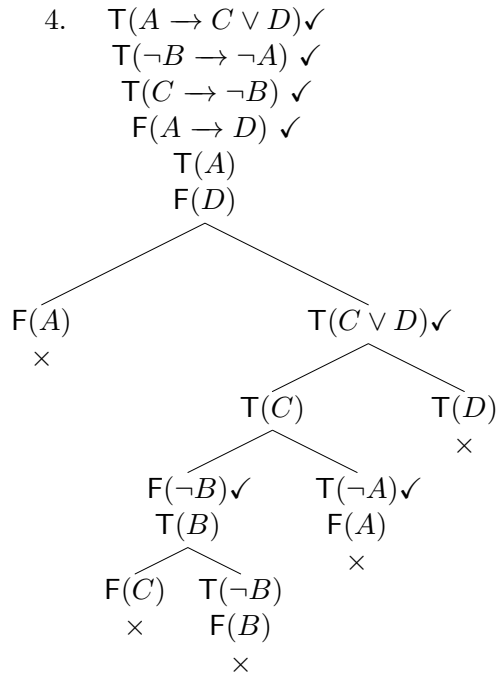 4. T(A → C ∨ D)✓
T(¬B → ¬A) ✓
T(C → ¬B) ✓
F(A → D) ✓
T(A)
F(D)
F(A) T(C ∨ D)✓
×
T(C) T(D)
×
F(¬B)✓ T(¬A)✓
T(B) F(A)
×
F(C) T(¬B)
× F(B)
×